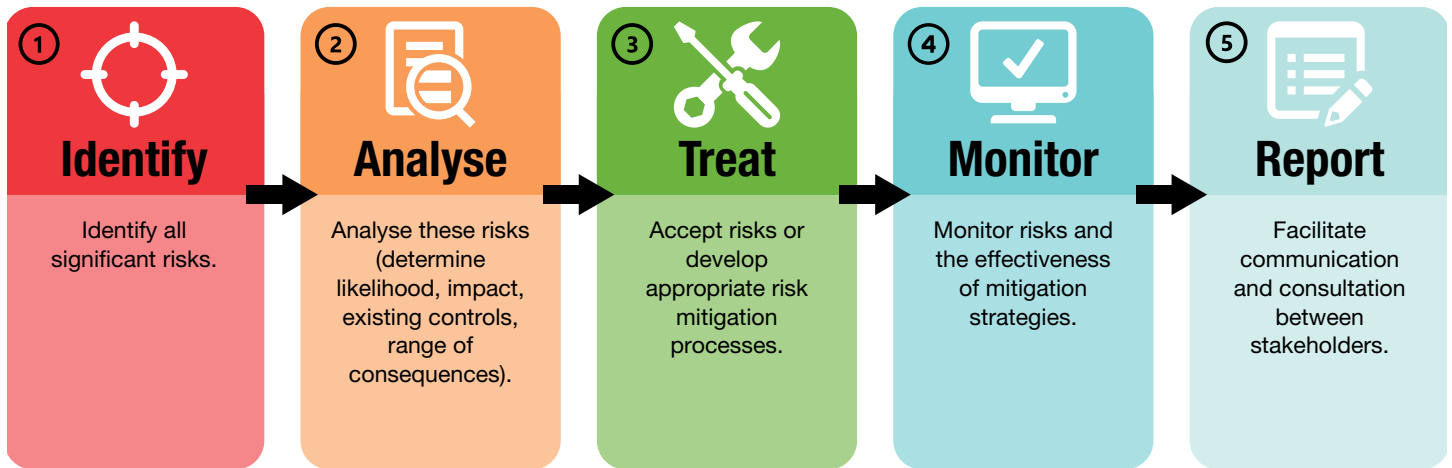 1
Identify
Identify all
significant risks.
2
Analyse
Analyse these risks
(determine
likelihood, impact,
existing controls,
range of
consequences).
3
Treat
Accept risks or
develop
appropriate risk
mitigation
processes.
4
Monitor
Monitor risks and
the effectiveness
of mitigation
strategies.
5
Report
Facilitate
communication
and consultation
between
stakeholders.